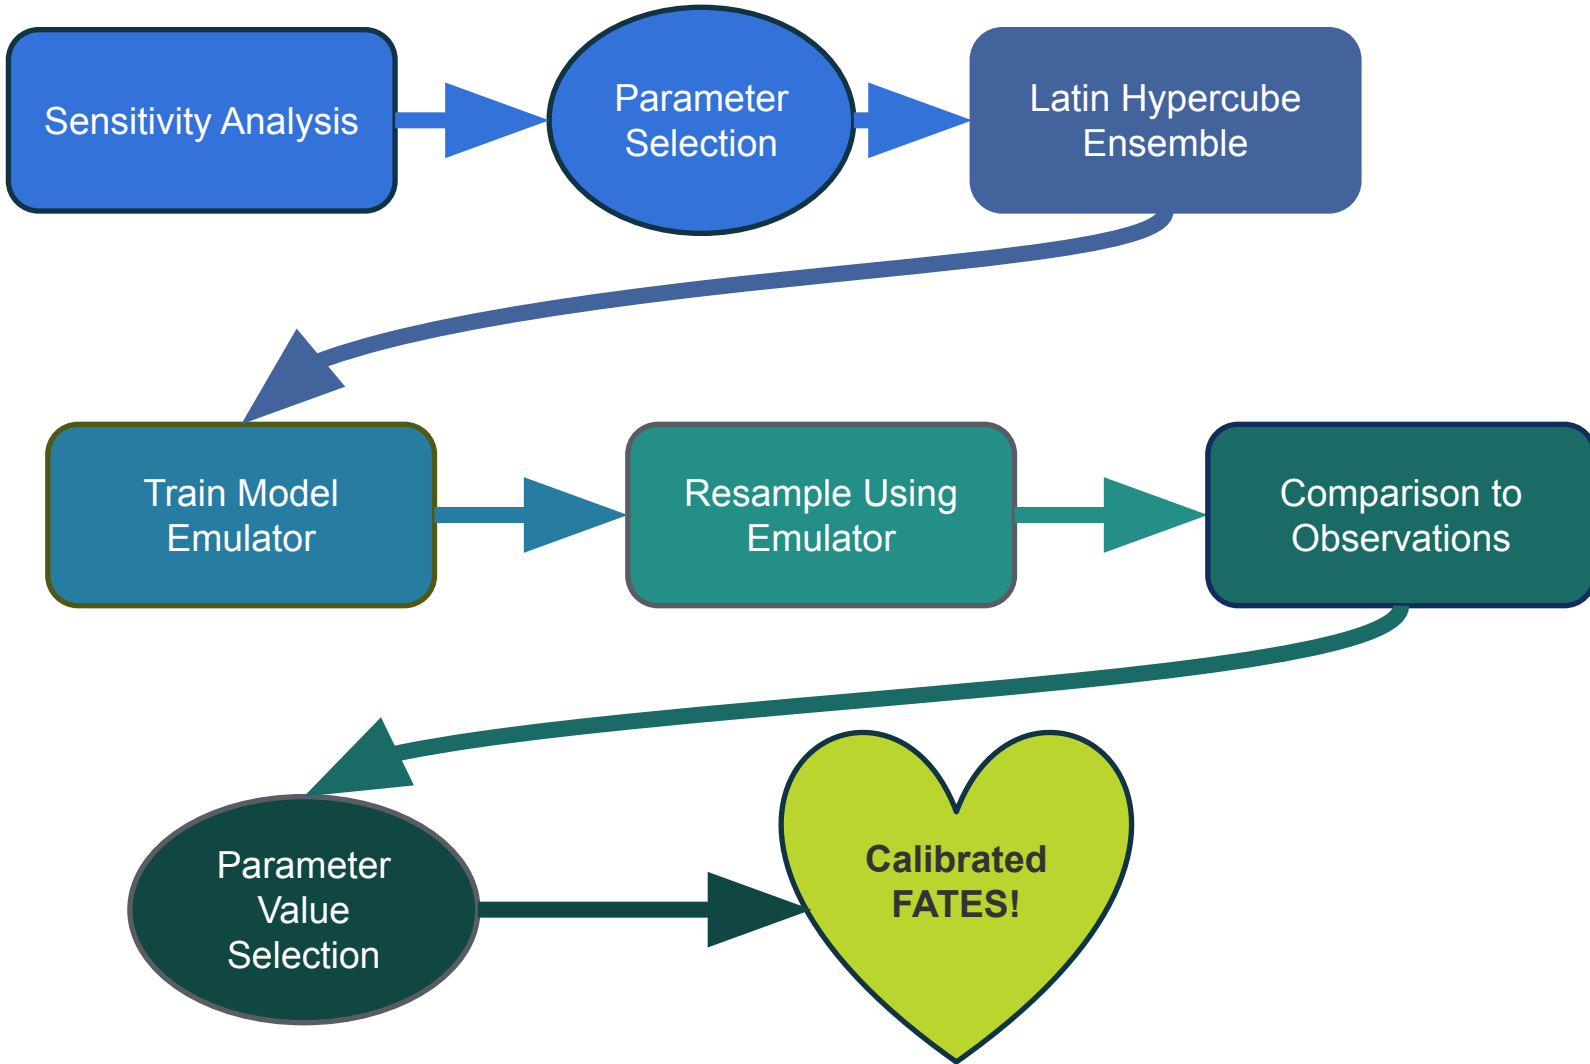 Sensitivity Analysis
Parameter
Selection
Latin Hypercube
Ensemble
Train Model
Emulator
Resample Using
Emulator
Comparison to
Observations
Parameter
Value
Selection
Calibrated
FATES!